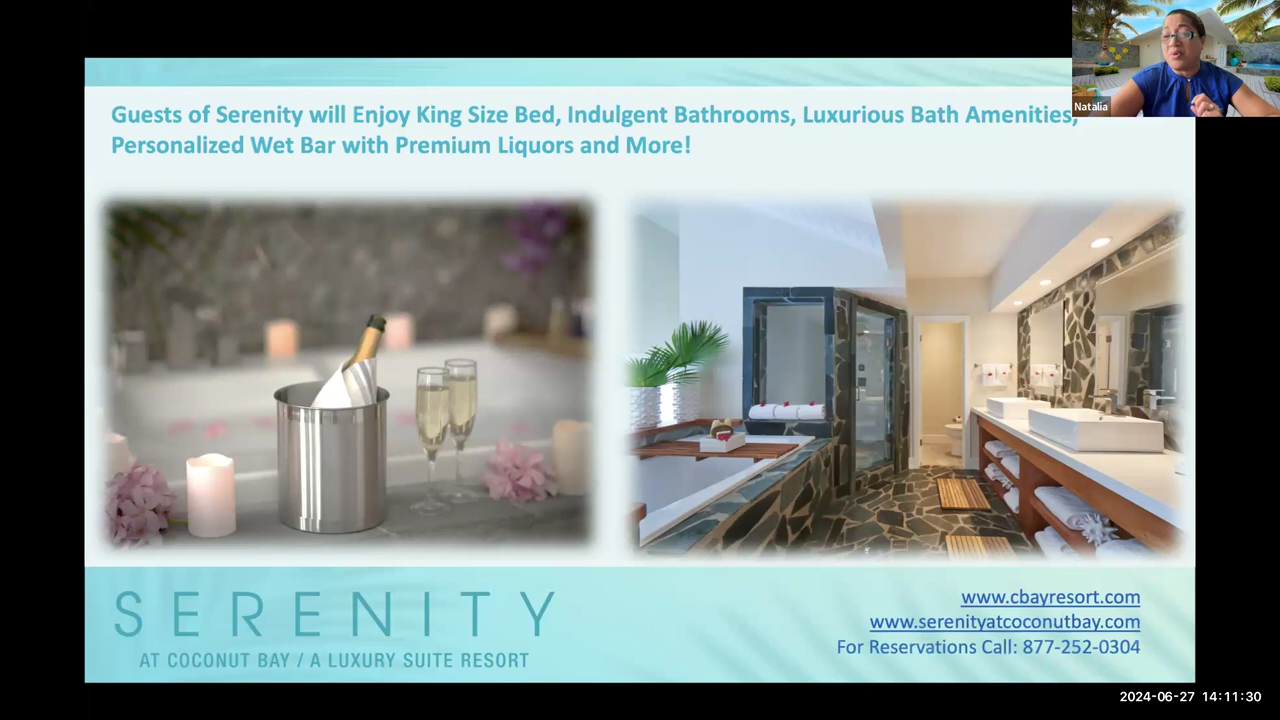 Guests of Serenity will Enjoy King Size Bed, Indulgent Bathrooms, Luxurious Bath Amenities,
Personalized Wet Bar with Premium Liquors and More!
Natalia
SERENITY
AT COCONUT BAY / A LUXURY SUITE RESORT
www.cbayresort.com
www.serenityatcoconutbay.com
For Reservations Call: 877-252-0304
2024-06-27 14:11:30